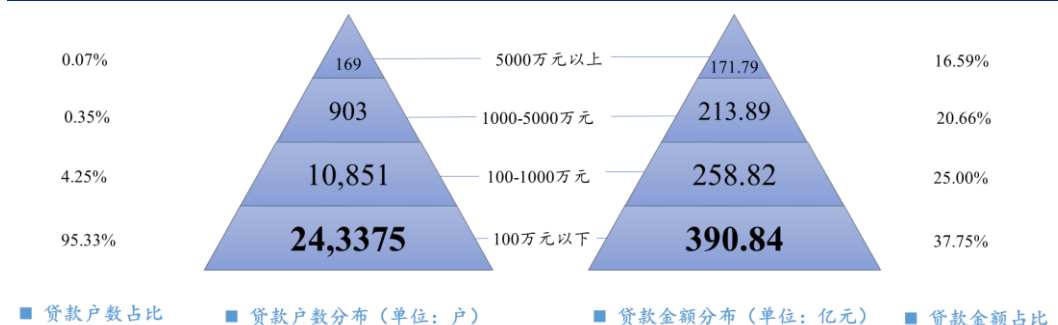 0.07% 169 5000万元以上 171.79 16.59%
0.35% 903 1000-5000万元 213.89 20.66%
4.25% 10,851 100-1000万元 258.82 25.00%
95.33% 24,3375 100万元以下 390.84 37.75%
■ 贷款户数占比 ■ 贷款户数分布（单位：户） ■ 贷款金额分布（单位：亿元） ■ 贷款金额占比